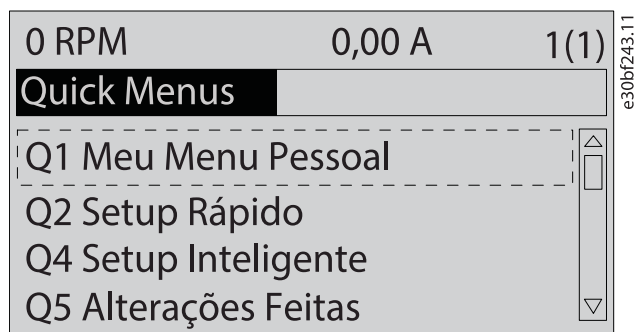 0 RPM 0,00 A 1(1)
Quick Menus
Q1 Meu Menu Pessoal
Q2 Setup Rápido
Q4 Setup Inteligente
Q5 Alterações Feitas
e30bf243.11